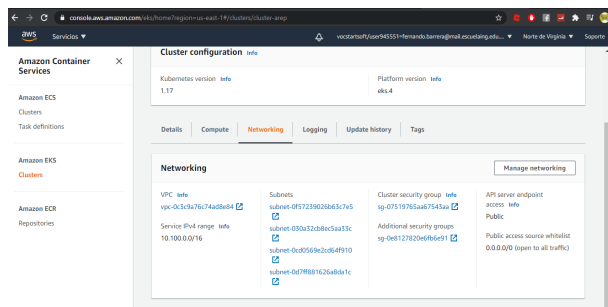 console.aws.amazon.com/eks/home?region=us-east-1#/clusters/cluster-arep
aws
Servicios
vocstartsoft/user945551=fernando.barrera@mail.escuelaing.edu...
Norte de Virginia
Soporte
Amazon Container Services
Amazon ECS
Clusters
Task definitions
Amazon EKS
Clusters
Amazon ECR
Repositories
Cluster configuration Info
Kubernetes version Info
1.17
Platform version Info
eks.4
Details
Compute
Networking
Logging
Update history
Tags
Networking
Manage networking
VPC Info
vpc-0c3c9a76c74ad8e84
Service IPv4 range Info
10.100.0.0/16
Subnets
subnet-0f57239026b63c7e5
subnet-030a32cb8ec5aa33c
subnet-0cd0569e2cd64f910
subnet-0d7ff881626a8da1c
Cluster security group Info
sg-07519765aa67543aa
Additional security groups
sg-0e8127820e6fb6e91
API server endpoint
access Info
Public
Public access source whitelist
0.0.0.0/0 (open to all traffic)